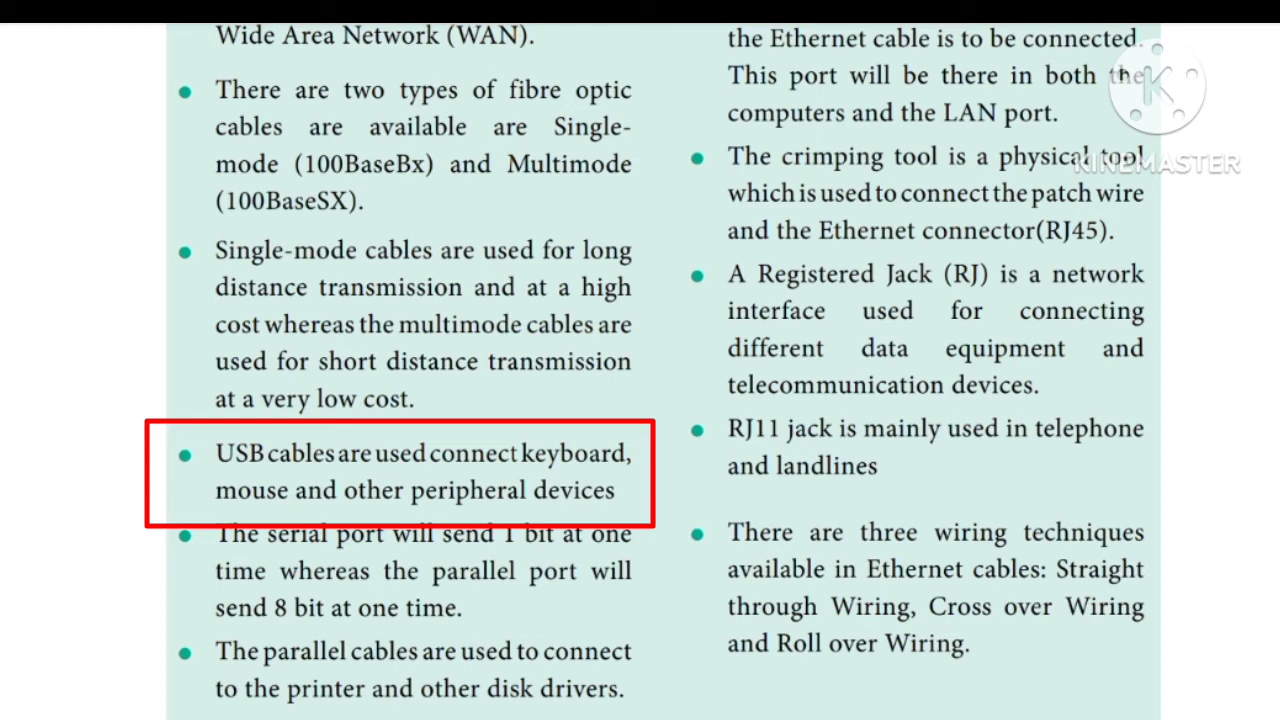 Wide Area Network (WAN).
There are two types of fibre optic
cables are available are Single-
mode (100BaseBx) and Multimode
(100BaseSX).
Single-mode cables are used for long
distance transmission and at a high
cost whereas the multimode cables are
used for short distance transmission
at a very low cost.
USB cables are used connect keyboard,
mouse and other peripheral devices
The serial port will send 1 bit at one
time whereas the parallel port will
send 8 bit at one time.
The parallel cables are used to connect
to the printer and other disk drivers.
the Ethernet cable is to be connected.
This port will be there in both the
computers and the LAN port.
The crimping tool is a physical tool
which is used to connect the patch wire
and the Ethernet connector(RJ45).
A Registered Jack (RJ) is a network
interface used for connecting
different data equipment and
telecommunication devices.
RJ11 jack is mainly used in telephone
and landlines
There are three wiring techniques
available in Ethernet cables: Straight
through Wiring, Cross over Wiring
and Roll over Wiring.
K
KINEMASTER